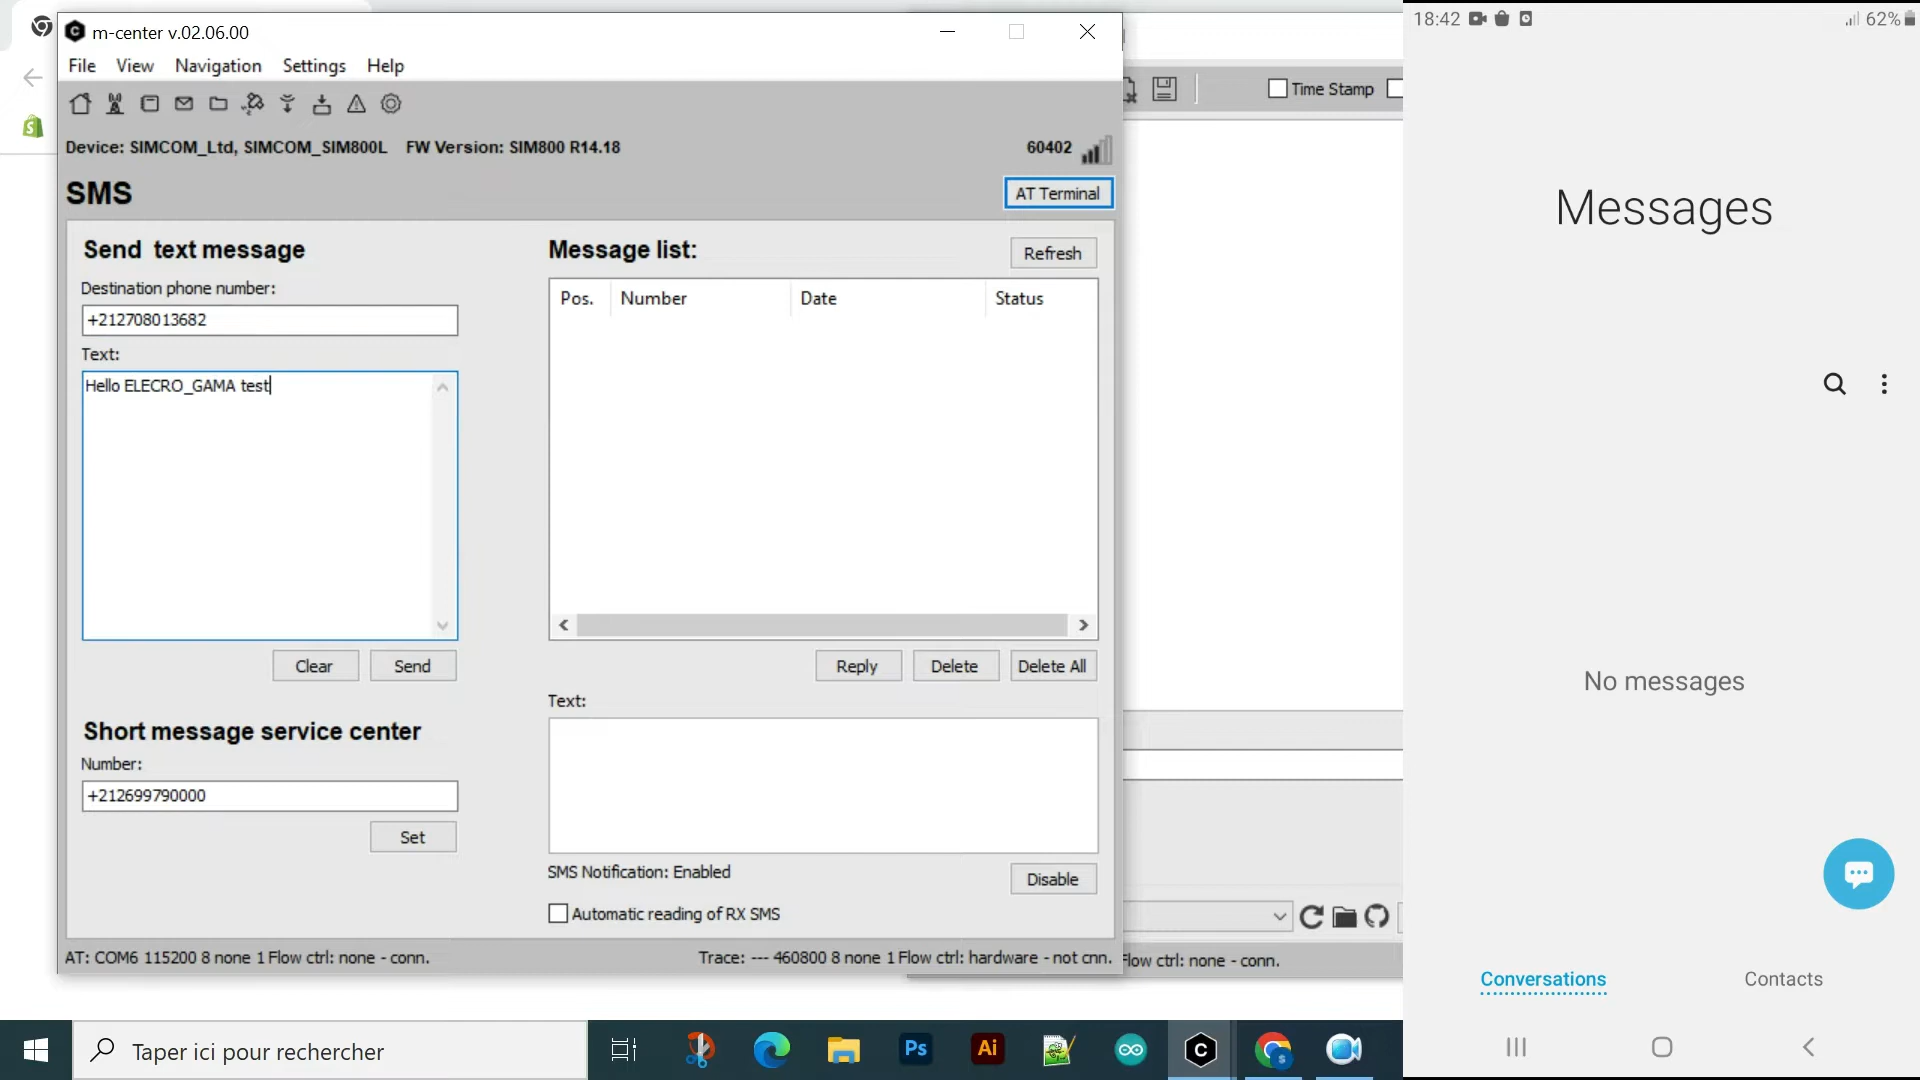 m-center v.02.06.00
File View Navigation Settings Help
Device: SIMCOM_Ltd, SIMCOM_SIM800L FW Version: SIM800 R14.18
60402
SMS
AT Terminal
Send text message
Destination phone number:
+212708013682
Text:
Hello ELECRO_GAMA test
Clear
Send
Short message service center
Number:
+212699790000
Set
Message list:
Refresh
Pos. Number Date Status
Reply
Delete
Delete All
Text:
SMS Notification: Enabled
Disable
Automatic reading of RX SMS
AT: COM6 115200 8 none 1 Flow ctrl: none - conn.
Trace: --- 460800 8 none 1 Flow ctrl: hardware - not cnn.
Time Stamp
Flow ctrl: none - conn.
Taper ici pour rechercher
Ps
Ai
18:42
62%
Messages
No messages
Conversations
Contacts